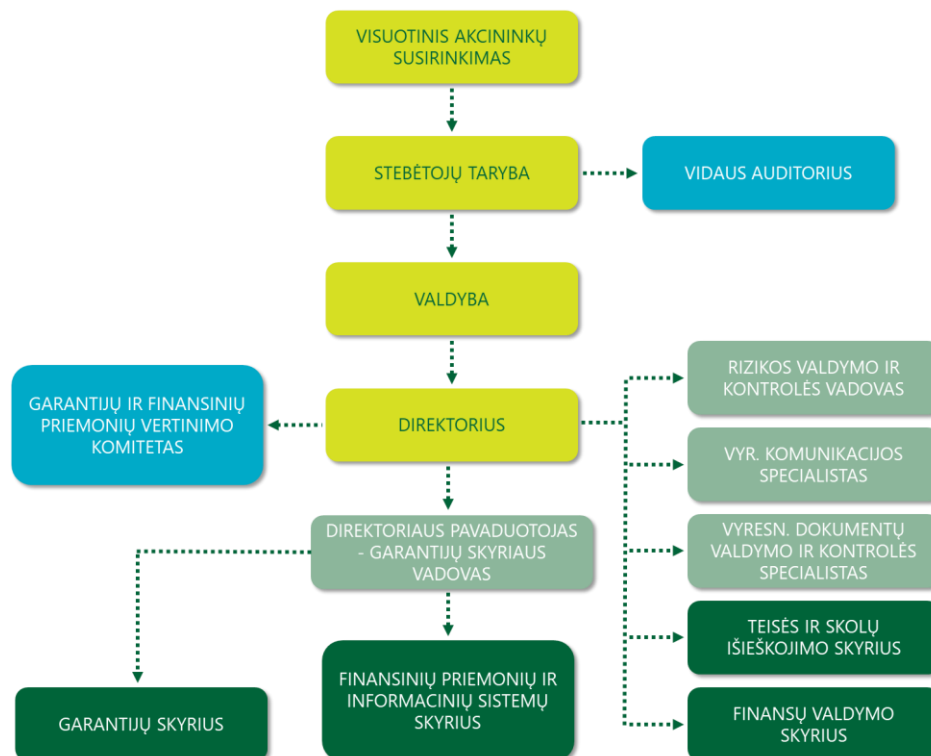 VISUOTINIS AKCININKŲ
SUSIRINKIMAS
STEBĖTOJŲ TARYBA
VIDAUS AUDITORIUS
VALDYBA
GARANTIJŲ IR FINANSINIŲ
PRIEMONIŲ VERTINIMO
KOMITETAS
DIREKTORIUS
RIZIKOS VALDYMO IR
KONTROLĖS VADOVAS
VYR. KOMUNIKACIJOS
SPECIALISTAS
VYRESN. DOKUMENTŲ
VALDYMO IR KONTROLĖS
SPECIALISTAS
TEISĖS IR SKOLŲ
IŠIEŠKOJIMO SKYRIUS
FINANSŲ VALDYMO
SKYRIUS
DIREKTORIAUS PAVADUOTOJAS
- GARANTIJŲ SKYRIAUS
VADOVAS
GARANTIJŲ SKYRIUS
FINANSINIŲ PRIEMONIŲ IR
INFORMACINIŲ SISTEMŲ
SKYRIUS